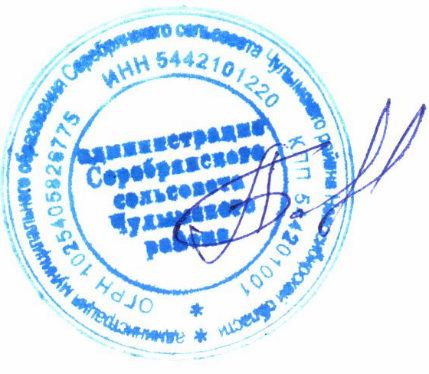 администрация муниципального образования Серебрянского сельсовета Чулымского района Новосибирской области *
ОГРН 1025405826775
ИНН 5442101220
КПП 544201001
*
администрация
Серебрянского
сельсовета
Чулымского
района